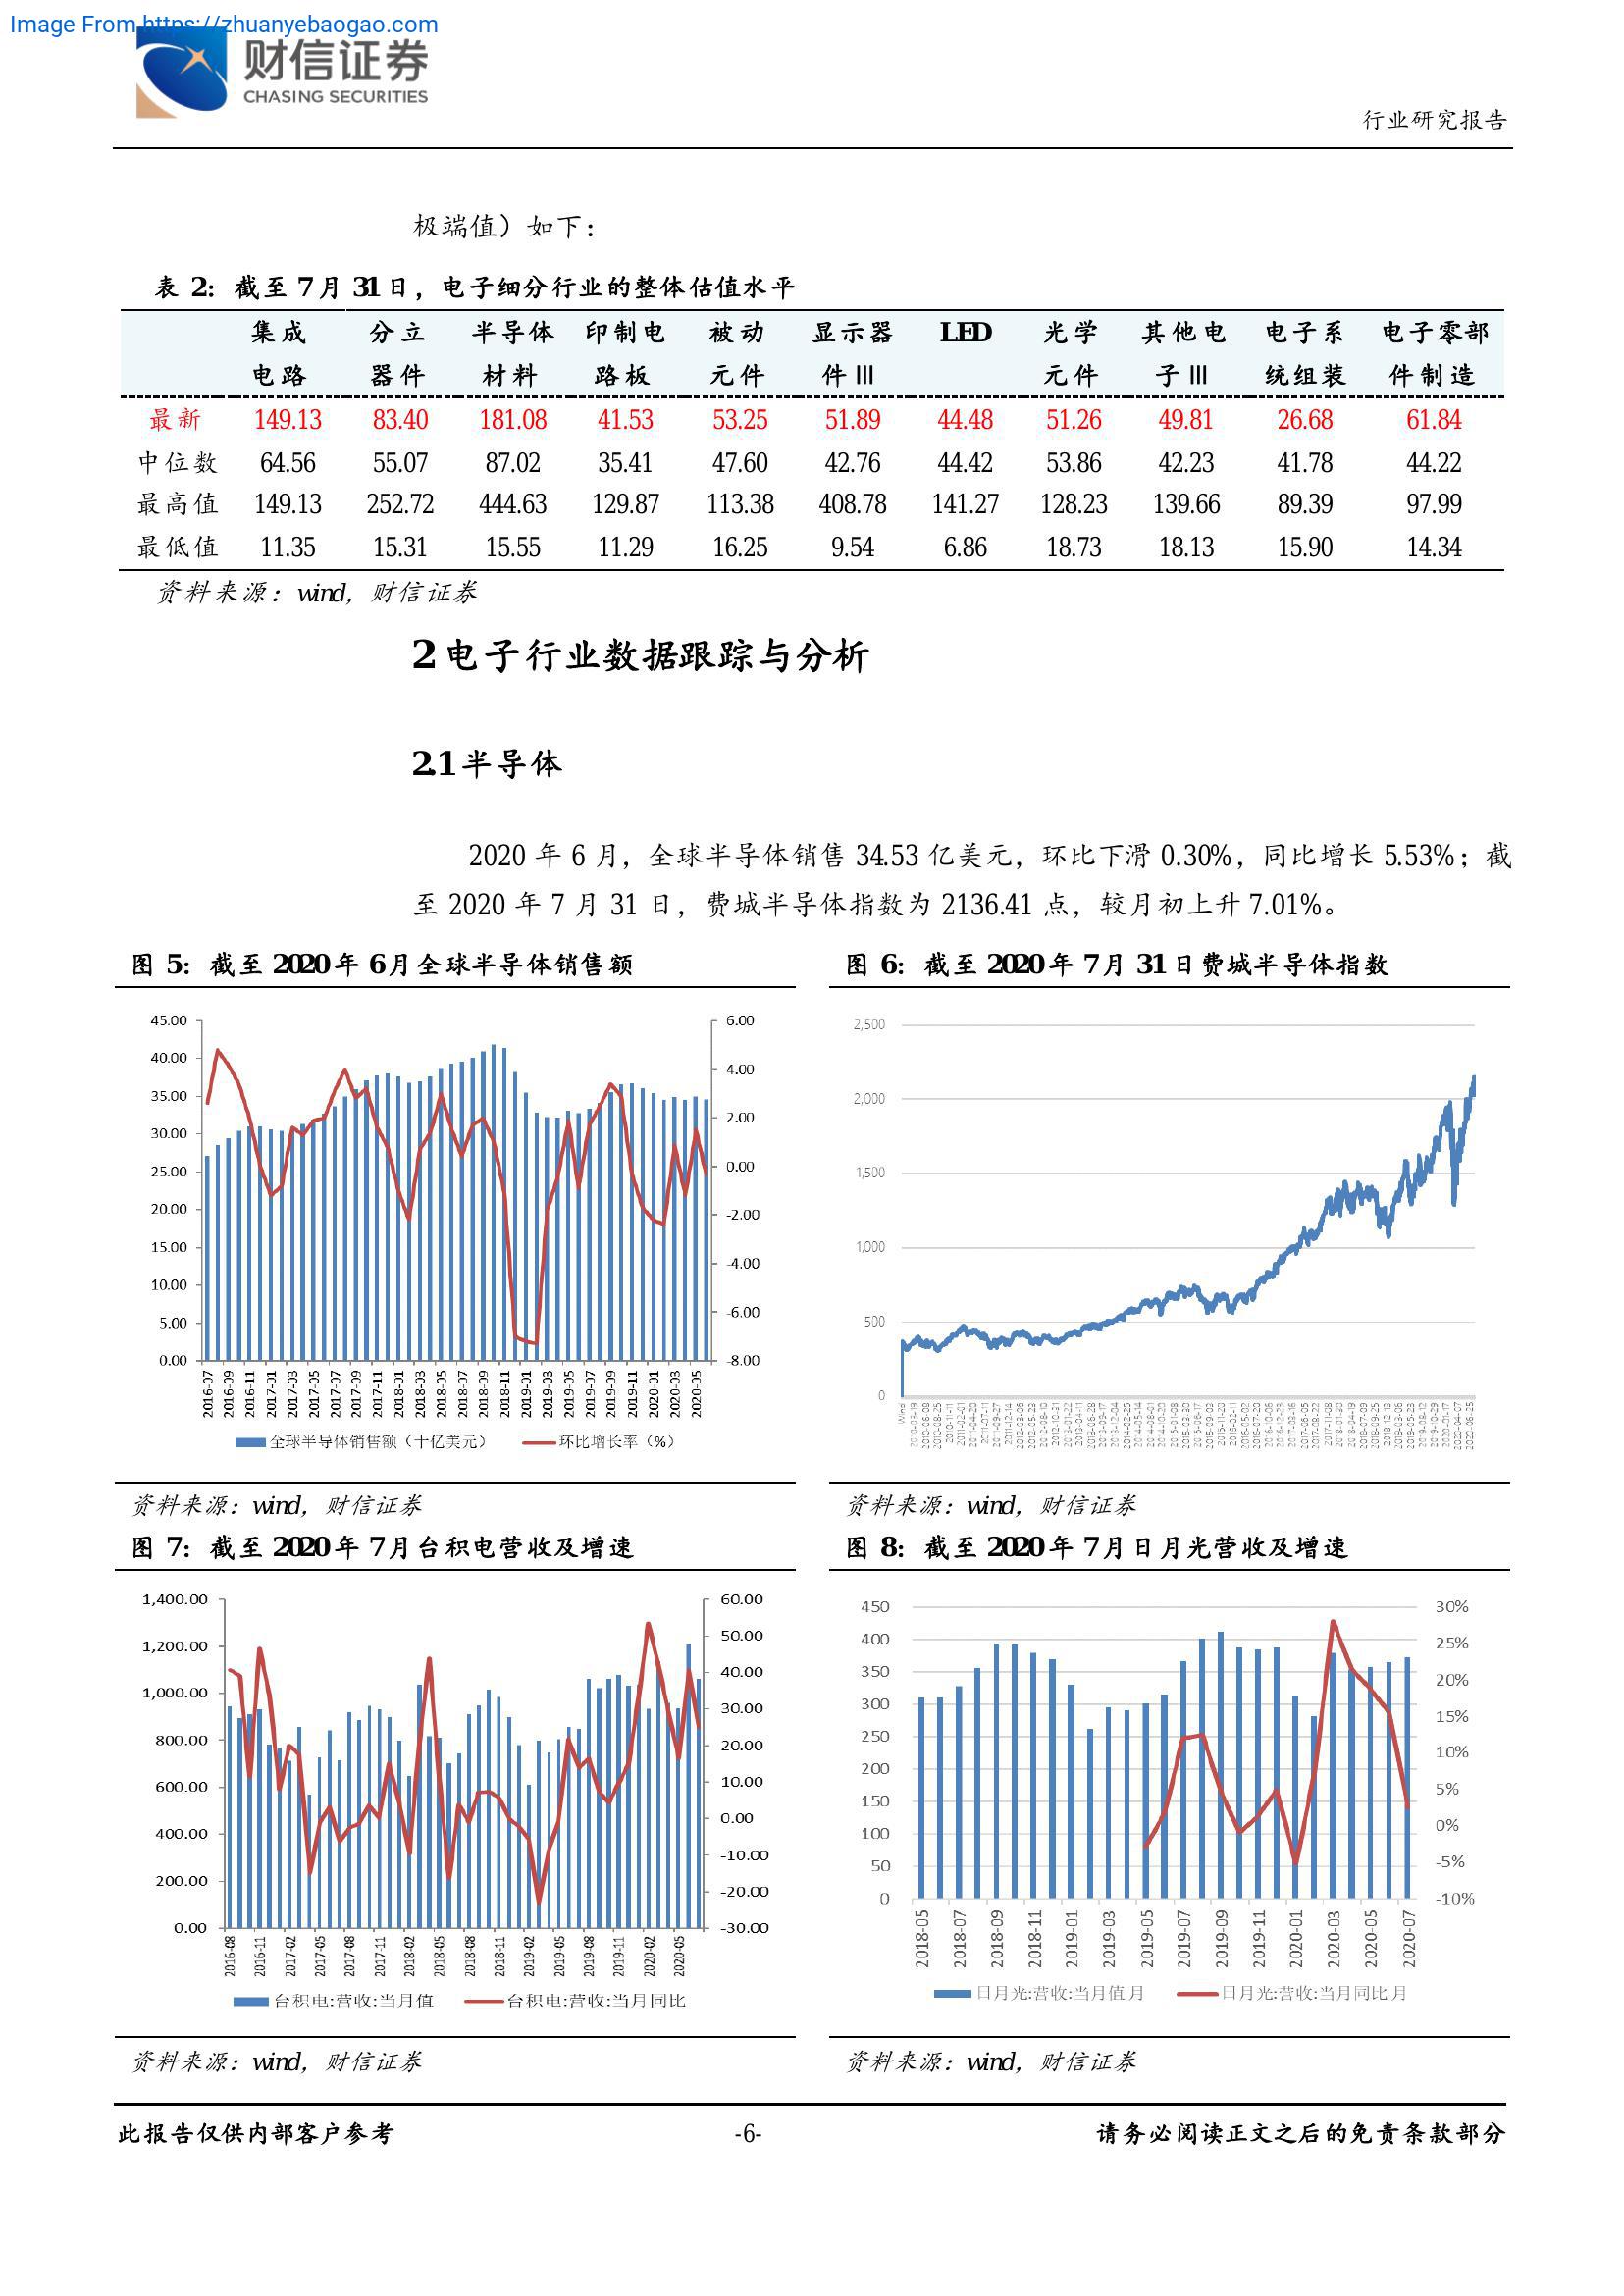 Image From https://zhuanyebaogao.com
财信证券
CHASING SECURITIES
行业研究报告
极端值）如下：
表 2：截至 7 月 31 日，电子细分行业的整体估值水平
集成 分立 半导体 印制电 被动 显示器 LED 光学 其他电 电子系 电子零部
电路 器件 材料 路板 元件 件Ⅲ 元件 子Ⅲ 统组装 件制造
最新 149.13 83.40 181.08 41.53 53.25 51.89 44.48 51.26 49.81 26.68 61.84
中位数 64.56 55.07 87.02 35.41 47.60 42.76 44.42 53.86 42.23 41.78 44.22
最高值 149.13 252.72 444.63 129.87 113.38 408.78 141.27 128.23 139.66 89.39 97.99
最低值 11.35 15.31 15.55 11.29 16.25 9.54 6.86 18.73 18.13 15.90 14.34
资料来源：wind，财信证券
2 电子行业数据跟踪与分析
2.1 半导体
2020 年 6 月，全球半导体销售 34.53 亿美元，环比下滑 0.30%，同比增长 5.53%；截
至 2020 年 7 月 31 日，费城半导体指数为 2136.41 点，较月初上升 7.01%。
图 5：截至 2020 年 6 月全球半导体销售额
45.00
40.00
35.00
30.00
25.00
20.00
15.00
10.00
5.00
0.00
6.00
4.00
2.00
0.00
-2.00
-4.00
-6.00
-8.00
2016-07 2016-09 2016-11 2017-01 2017-03 2017-05 2017-07 2017-09 2017-11 2018-01 2018-03 2018-05 2018-07 2018-09 2018-11 2019-01 2019-03 2019-05 2019-07 2019-09 2019-11 2020-01 2020-03 2020-05
全球半导体销售额（十亿美元） 环比增长率（%）
资料来源：wind，财信证券
图 6：截至 2020 年 7 月 31 日费城半导体指数
2,500
2,000
1,500
1,000
500
0
资料来源：wind，财信证券
图 7：截至 2020 年 7 月台积电营收及增速
1,400.00
1,200.00
1,000.00
800.00
600.00
400.00
200.00
0.00
60.00
50.00
40.00
30.00
20.00
10.00
0.00
-10.00
-20.00
-30.00
2016-08 2016-11 2017-02 2017-05 2017-08 2017-11 2018-02 2018-05 2018-08 2018-11 2019-02 2019-05 2019-08 2019-11 2020-02 2020-05
台积电:营收:当月值 台积电:营收:当月同比
资料来源：wind，财信证券
图 8：截至 2020 年 7 月日月光营收及增速
450
400
350
300
250
200
150
100
50
0
30%
25%
20%
15%
10%
5%
0%
-5%
-10%
2018-05 2018-07 2018-09 2018-11 2019-01 2019-03 2019-05 2019-07 2019-09 2019-11 2020-01 2020-03 2020-05 2020-07
日月光:营收:当月值 月 日月光:营收:当月同比 月
资料来源：wind，财信证券
此报告仅供内部客户参考 -6- 请务必阅读正文之后的免责条款部分